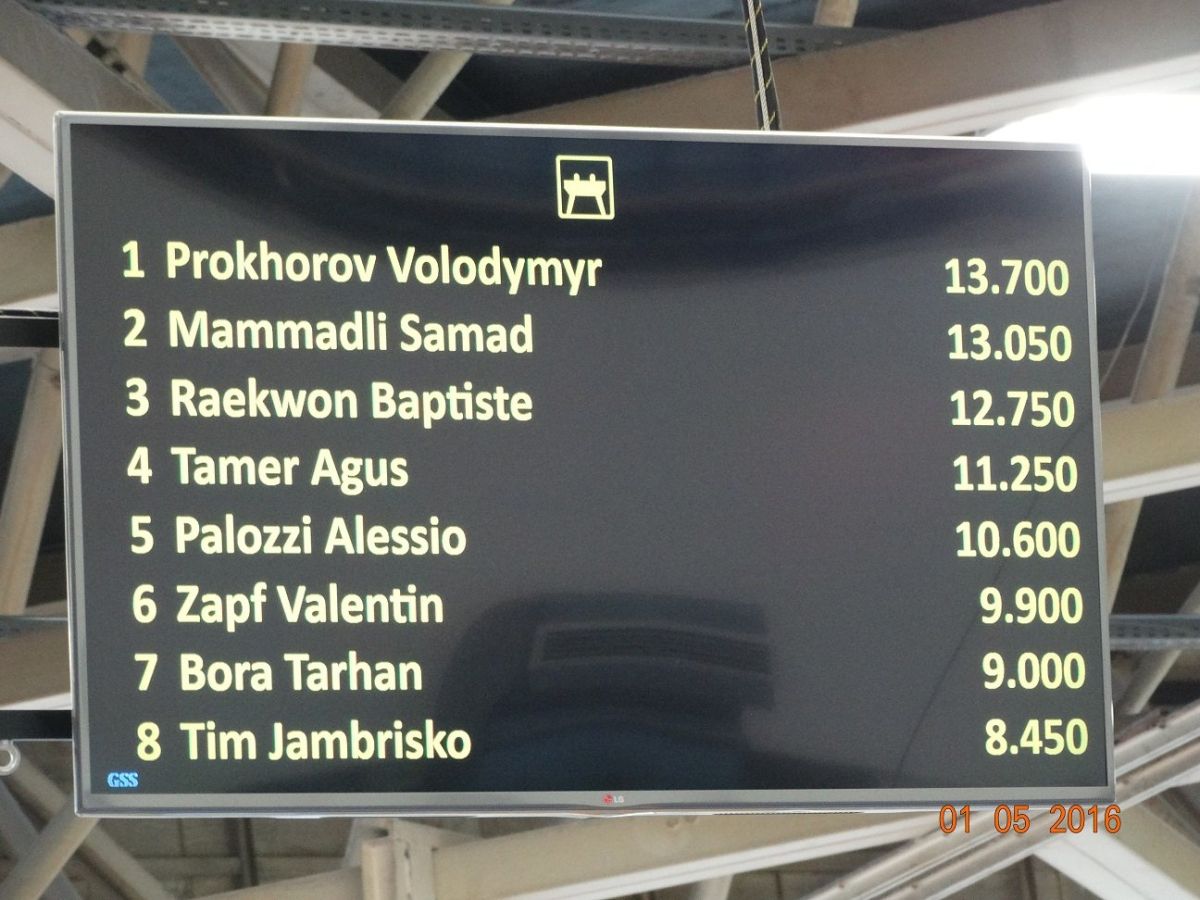 1 Prokhorov Volodymyr 13.700
2 Mammadli Samad 13.050
3 Raekwon Baptiste 12.750
4 Tamer Agus 11.250
5 Palozzi Alessio 10.600
6 Zapf Valentin 9.900
7 Bora Tarhan 9.000
8 Tim Jambrisko 8.450
GSS
LG
01 05 2016